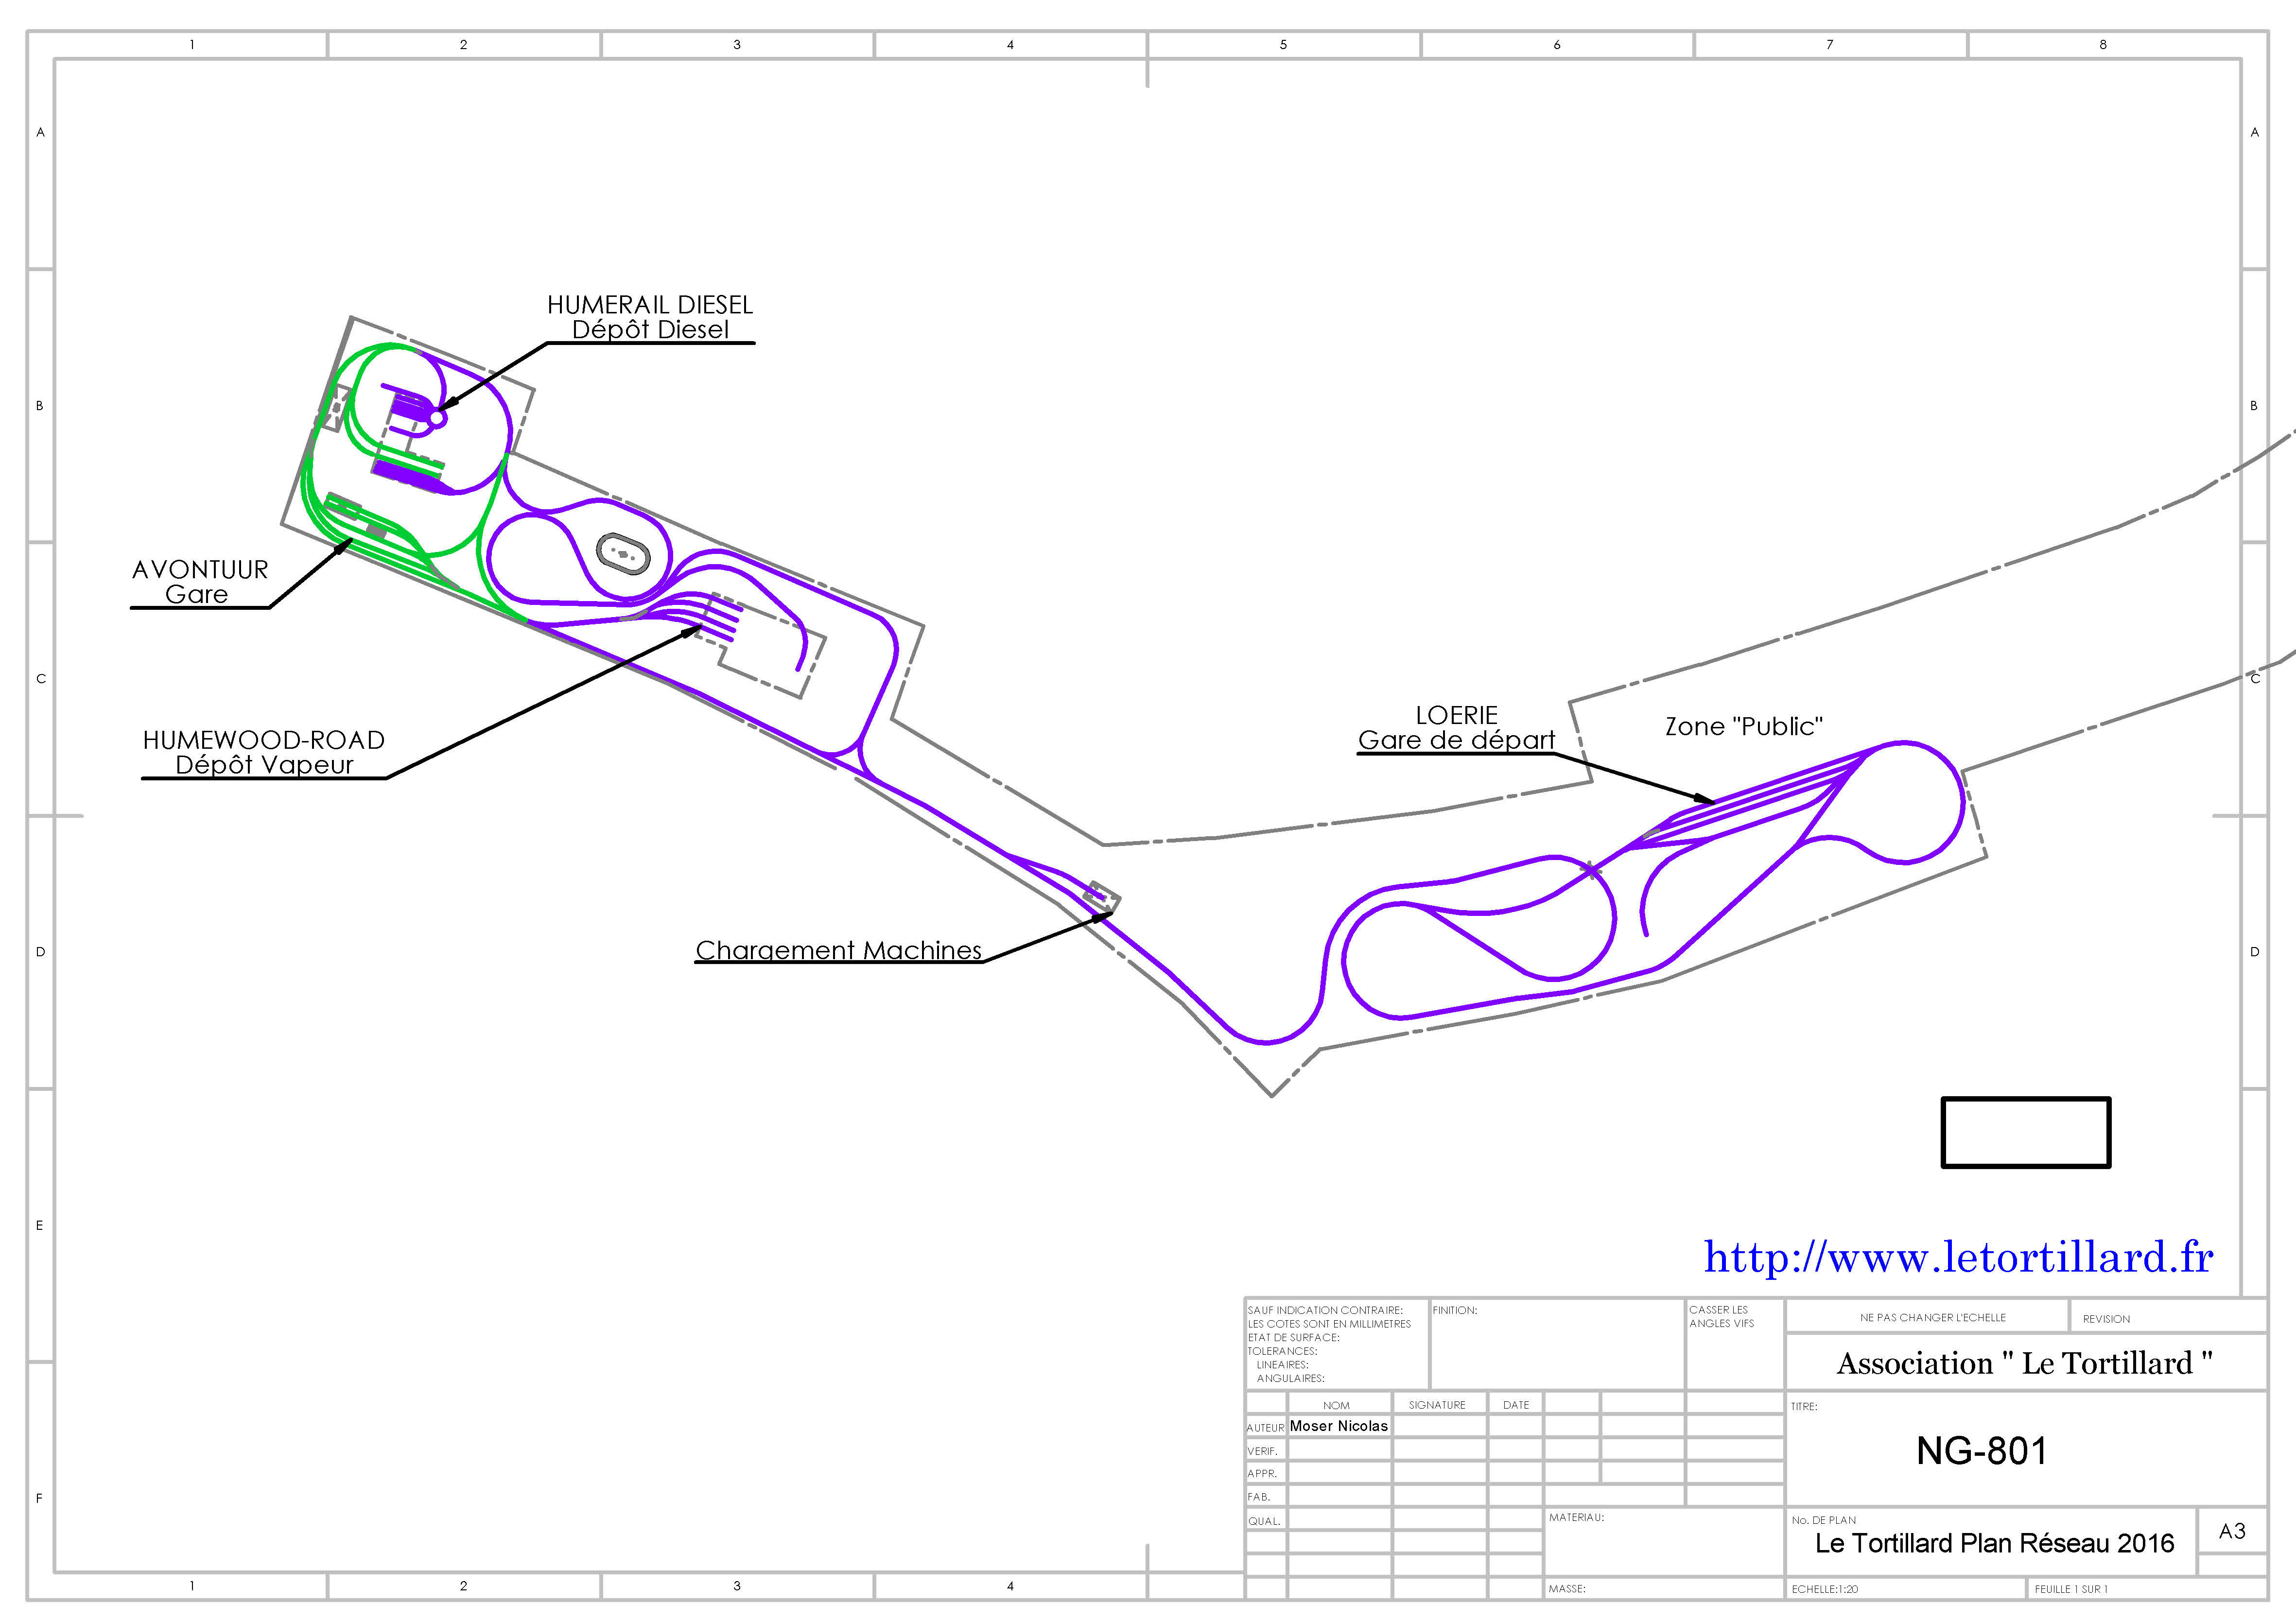 1 2 3 4 5 6 7 8
A A
HUMERAIL DIESEL
Dépôt Diesel
B B
AVONTUUR
Gare
C C
LOERIE
Gare de départ
Zone "Public"
HUMEWOOD-ROAD
Dépôt Vapeur
Chargement Machines
D D
E
http://www.letortillard.fr
SAUF INDICATION CONTRAIRE:
LES COTES SONT EN MILLIMETRES
ETAT DE SURFACE:
TOLERANCES:
LINEAIRES:
ANGULAIRES:
FINITION:
CASSER LES
ANGLES VIFS
NE PAS CHANGER L'ECHELLE
REVISION
Association " Le Tortillard "
NOM SIGNATURE DATE
AUTEUR Moser Nicolas
VERIF.
APPR.
FAB.
QUAL.
TITRE:
NG-801
MATERIAU:
No. DE PLAN
Le Tortillard Plan Réseau 2016
A3
MASSE:
ECHELLE:1:20
FEUILLE 1 SUR 1
F
1 2 3 4